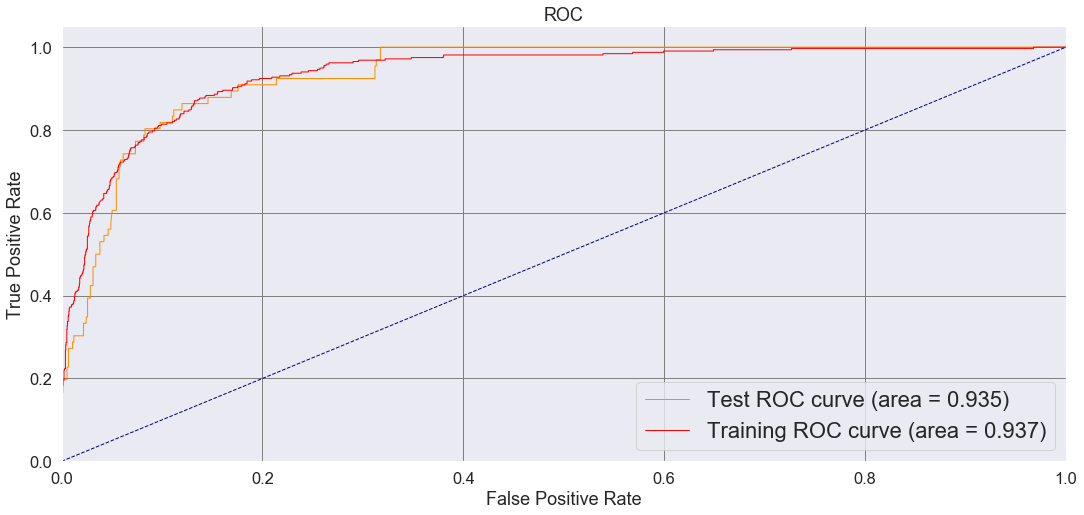 ROC
True Positive Rate
1.0
0.8
0.6
0.4
0.2
0.0
Test ROC curve (area = 0.935)
Training ROC curve (area = 0.937)
0.0 0.2 0.4 0.6 0.8 1.0
False Positive Rate